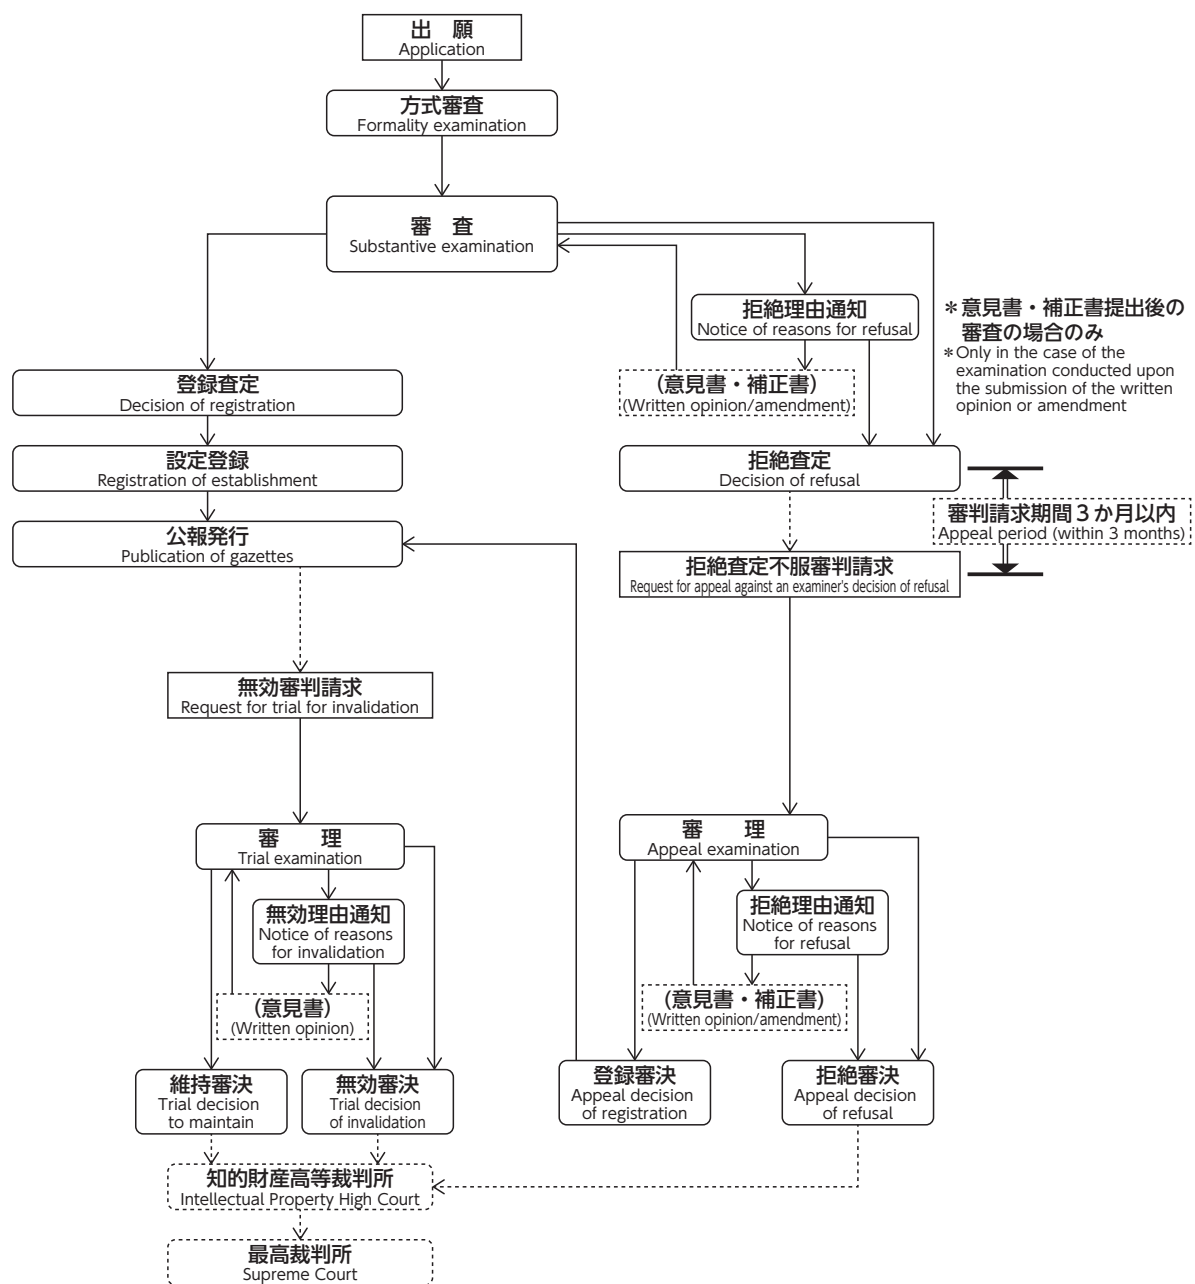 出　願
Application
方式審査
Formality examination
審　査
Substantive examination
拒絶理由通知
Notice of reasons for refusal
＊意見書・補正書提出後の
審査の場合のみ
＊Only in the case of the
examination conducted upon
the submission of the written
opinion or amendment
登録査定
Decision of registration
(意見書・補正書)
(Written opinion/amendment)
設定登録
Registration of establishment
拒絶査定
Decision of refusal
審判請求期間３か月以内
Appeal period (within 3 months)
公報発行
Publication of gazettes
拒絶査定不服審判請求
Request for appeal against an examiner's decision of refusal
無効審判請求
Request for trial for invalidation
審　理
Trial examination
審　理
Appeal examination
無効理由通知
Notice of reasons
for invalidation
拒絶理由通知
Notice of reasons
for refusal
(意見書)
(Written opinion)
(意見書・補正書)
(Written opinion/amendment)
維持審決
Trial decision
to maintain
無効審決
Trial decision
of invalidation
登録審決
Appeal decision
of registration
拒絶審決
Appeal decision
of refusal
知的財産高等裁判所
Intellectual Property High Court
最高裁判所
Supreme Court